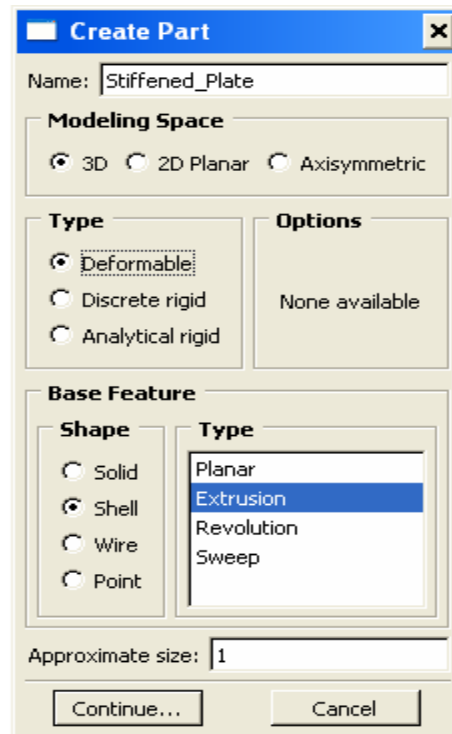 Create Part
Name: Stiffened_Plate
Modeling Space
3D 2D Planar Axisymmetric
Type
Deformable
Discrete rigid
Analytical rigid
Options
None available
Base Feature
Shape
Solid
Shell
Wire
Point
Type
Planar
Extrusion
Revolution
Sweep
Approximate size: 1
Continue... Cancel